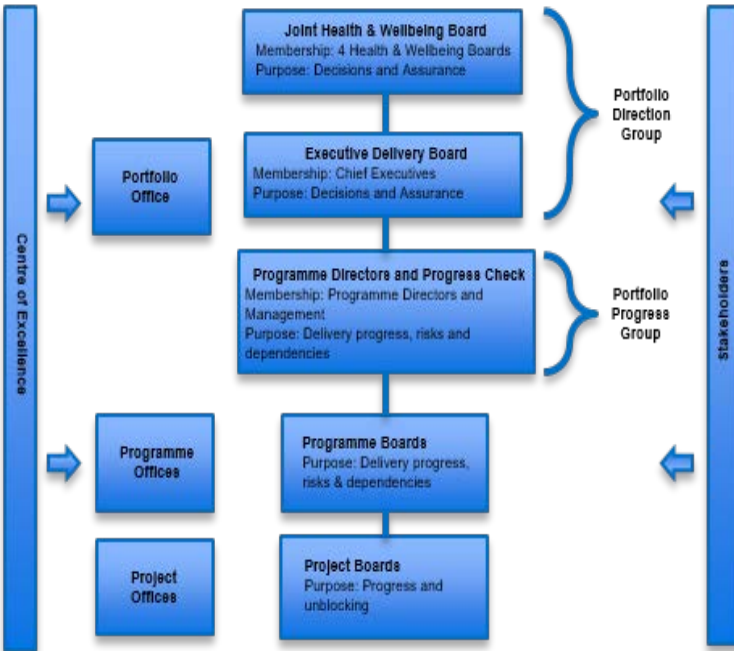 Joint Health & Wellbeing Board
Membership: 4 Health & Wellbeing Boards
Purpose: Decisions and Assurance
Portfolio
Direction
Group
Executive Delivery Board
Membership: Chief Executives
Purpose: Decisions and Assurance
Portfolio
Office
Centre of Excellence
Stakeholders
Programme Directors and Progress Check
Membership: Programme Directors and
Management
Purpose: Delivery progress, risks and
dependencies
Portfolio
Progress
Group
Programme
Offices
Programme Boards
Purpose: Delivery progress,
risks & dependencies
Project
Offices
Project Boards
Purpose: Progress and
unblocking